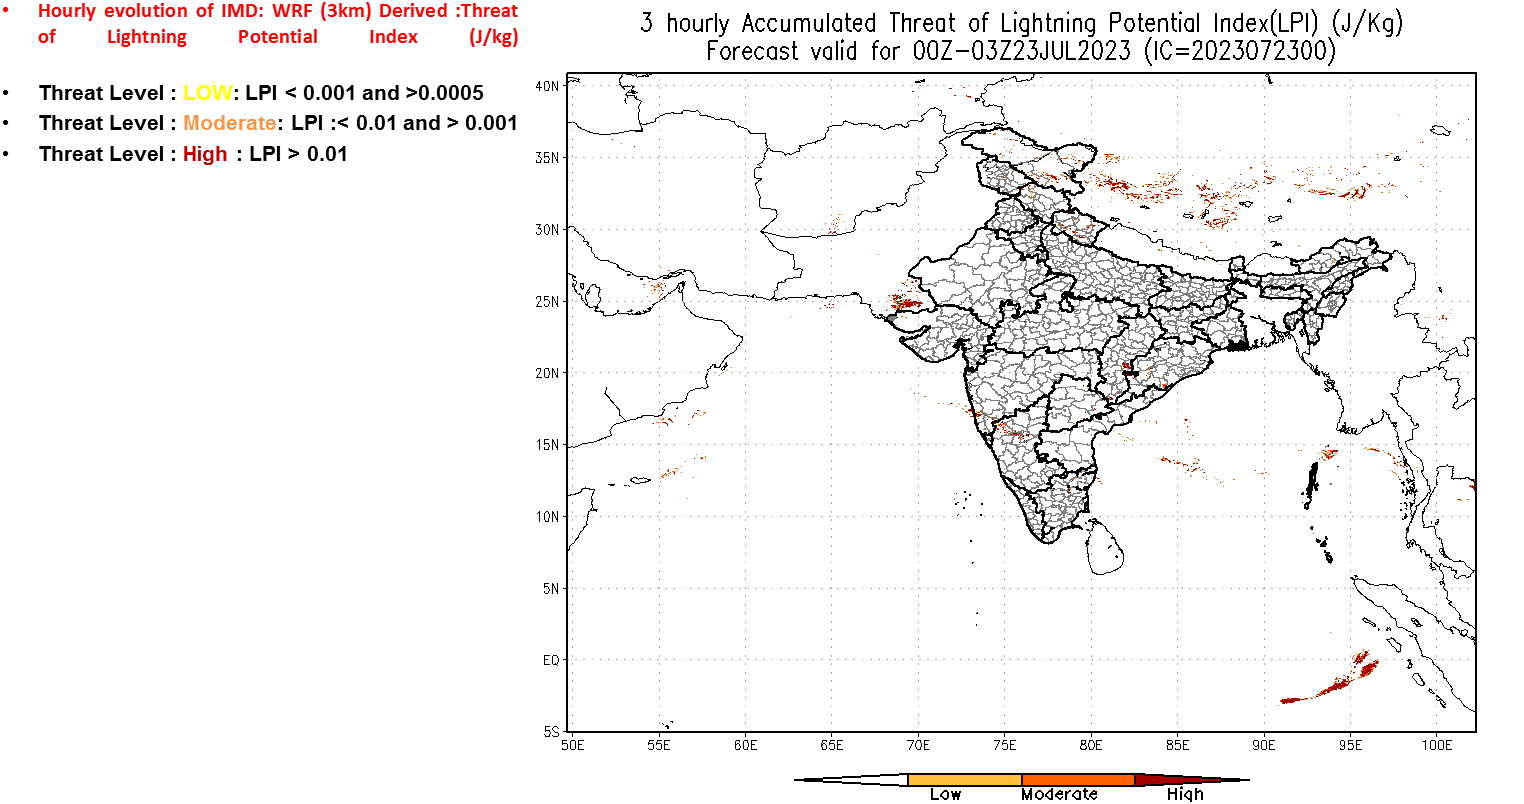 • Hourly evolution of IMD: WRF (3km) Derived :Threat
of Lightning Potential Index (J/kg)
• Threat Level : LOW: LPI < 0.001 and >0.0005
• Threat Level : Moderate: LPI :< 0.01 and > 0.001
• Threat Level : High : LPI > 0.01
3 hourly Accumulated Threat of Lightning Potential Index(LPI) (J/Kg)
Forecast valid for 00Z-03Z23JUL2023 (IC=2023072300)
40N
35N
30N
25N
20N
15N
10N
5N
EQ
5S
50E 55E 60E 65E 70E 75E 80E 85E 90E 95E 100E
Low Moderate High